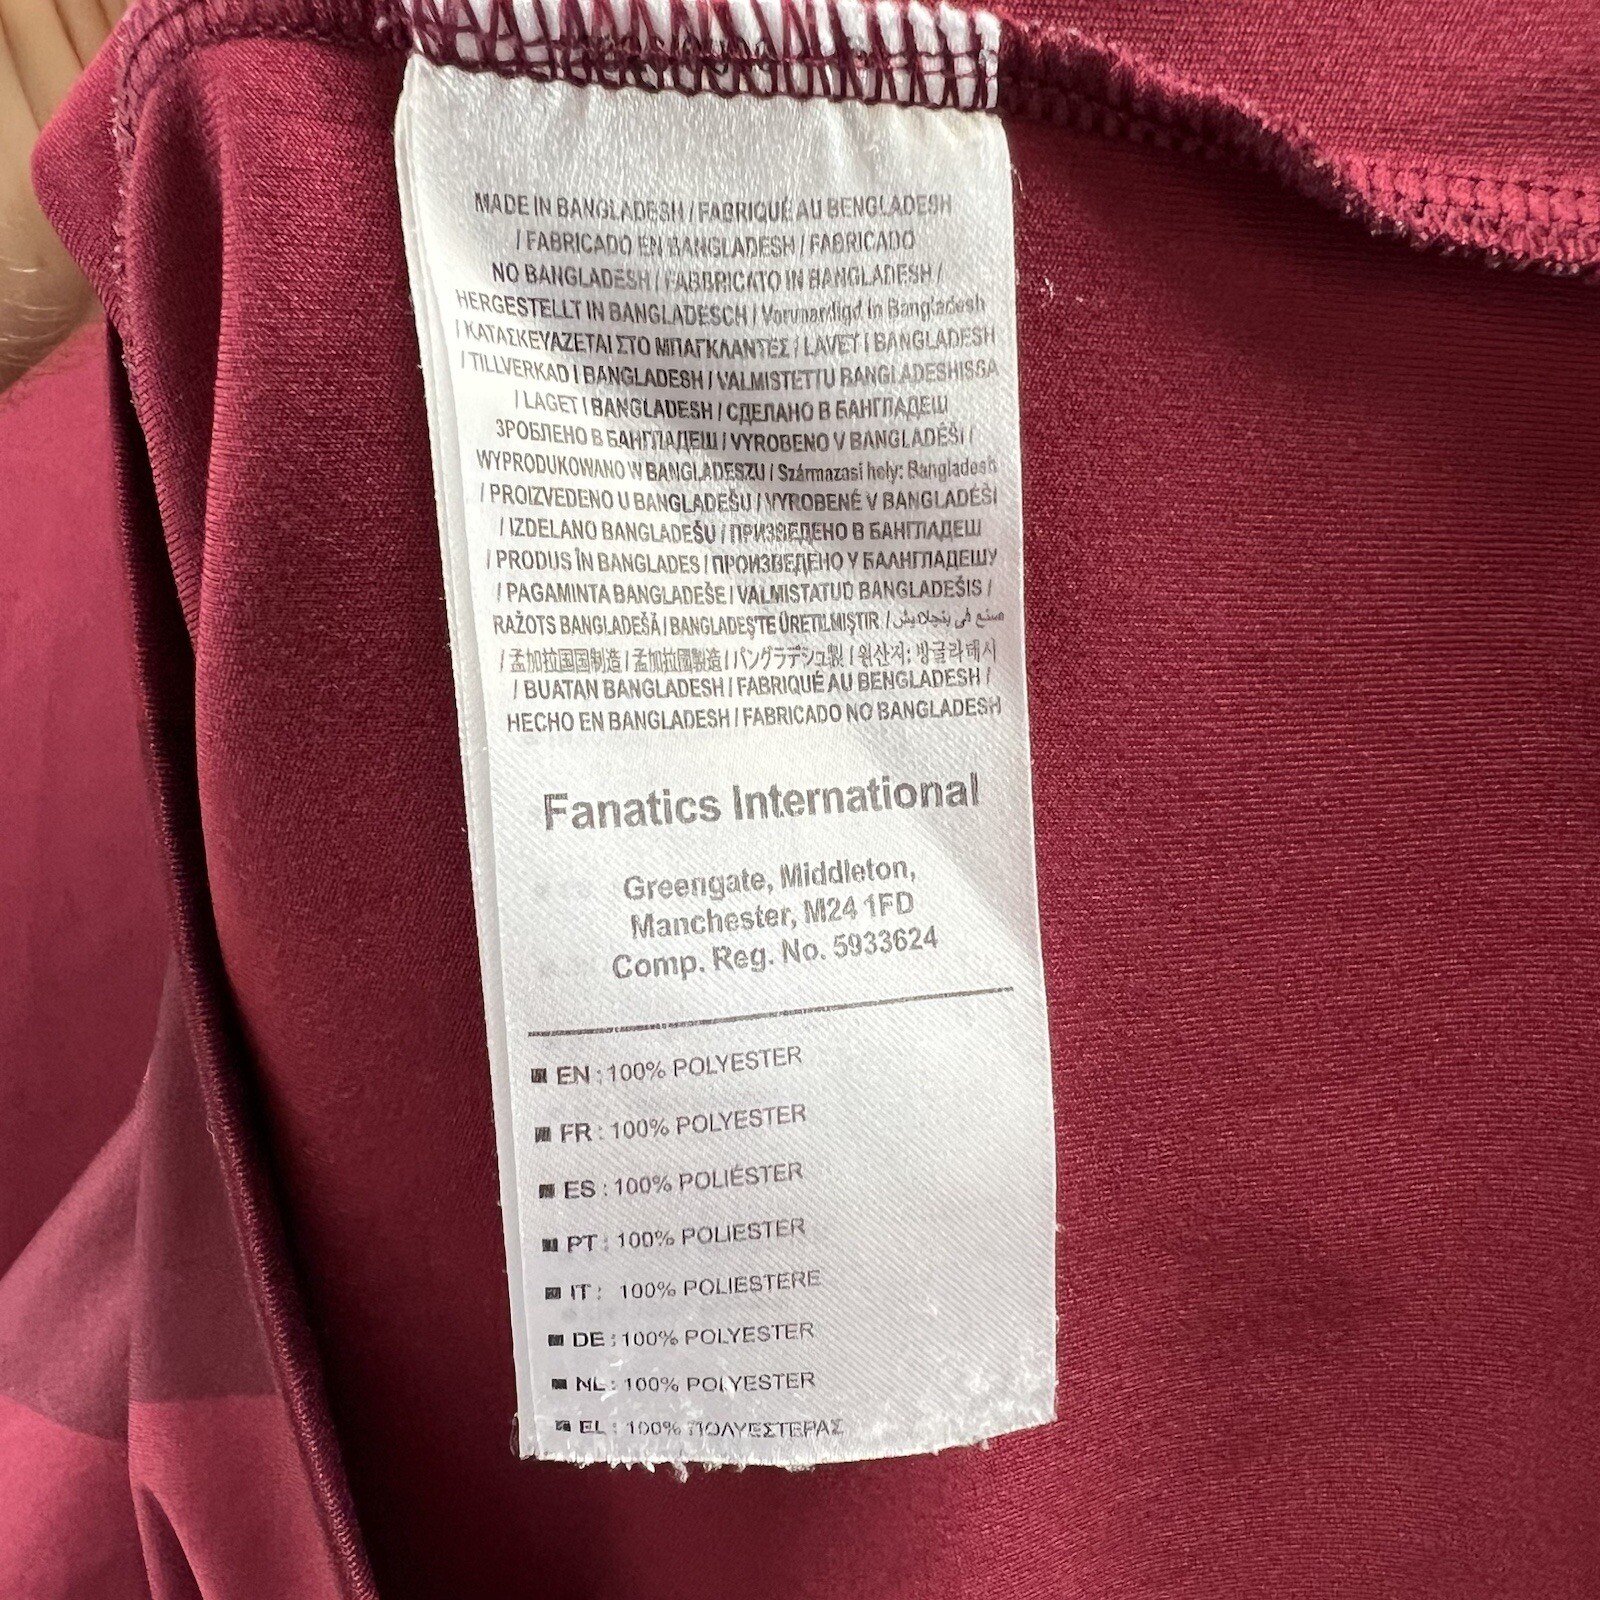 MADE IN BANGLADESH / FABRIQUÉ AU BENGLADESH
/ FABRICADO EN BANGLADESH / FABRICADO
NO BANGLADESH / FABBRICATO IN BANGLADESH /
HERGESTELLT IN BANGLADESCH / Vervaardigd in Bangladesh
/ ΚΑΤΑΣΚΕΥΑΖΕΤΑΙ ΣΤΟ ΜΠΑΓΚΛΑΝΤΕΣ / LAVET I BANGLADESH
/ TILLVERKAD I BANGLADESH / VALMISTETTU BANGLADESHISSA
/ LAGET I BANGLADESH / СДЕЛАНО В БАНГЛАДЕШ
ЗРОБЛЕНО В БАНГЛАДЕШ / VYROBENO V BANGLADÉŠI /
WYPRODUKOWANO W BANGLADESZU / Származasi hely: Bangladesh
/ PROIZVEDENO U BANGLADEŠU / VYROBENÉ V BANGLADÉŠI
/ IZDELANO BANGLADEŠU / ПРИЗВЕДЕНО В БАНГЛАДЕШ
/ PRODUS ÎN BANGLADES / ПРОИЗВЕДЕНО У БААНГЛАДЕШУ
/ PAGAMINTA BANGLADEŠE / VALMISTATUD BANGLADEŠIS /
RAŽOTS BANGLADEŠĀ / BANGLADEŞ'TE ÜRETILMIŞTIR / صنع في بنجلاديش
/ 孟加拉国国制造 / 孟加拉國製造 / バングラデシュ製 / 원산지: 방글라데시
/ BUATAN BANGLADESH / FABRIQUÉ AU BENGLADESH /
HECHO EN BANGLADESH / FABRICADO NO BANGLADESH
Fanatics International
Greengate, Middleton,
Manchester, M24 1FD
Comp. Reg. No. 5933624
EN : 100% POLYESTER
FR : 100% POLYESTER
ES : 100% POLIÉSTER
PT : 100% POLIESTER
IT : 100% POLIESTERE
DE : 100% POLYESTER
NL : 100% POLYESTER
EL : 100% ΠΟΛΥΕΣΤΕΡΑΣ